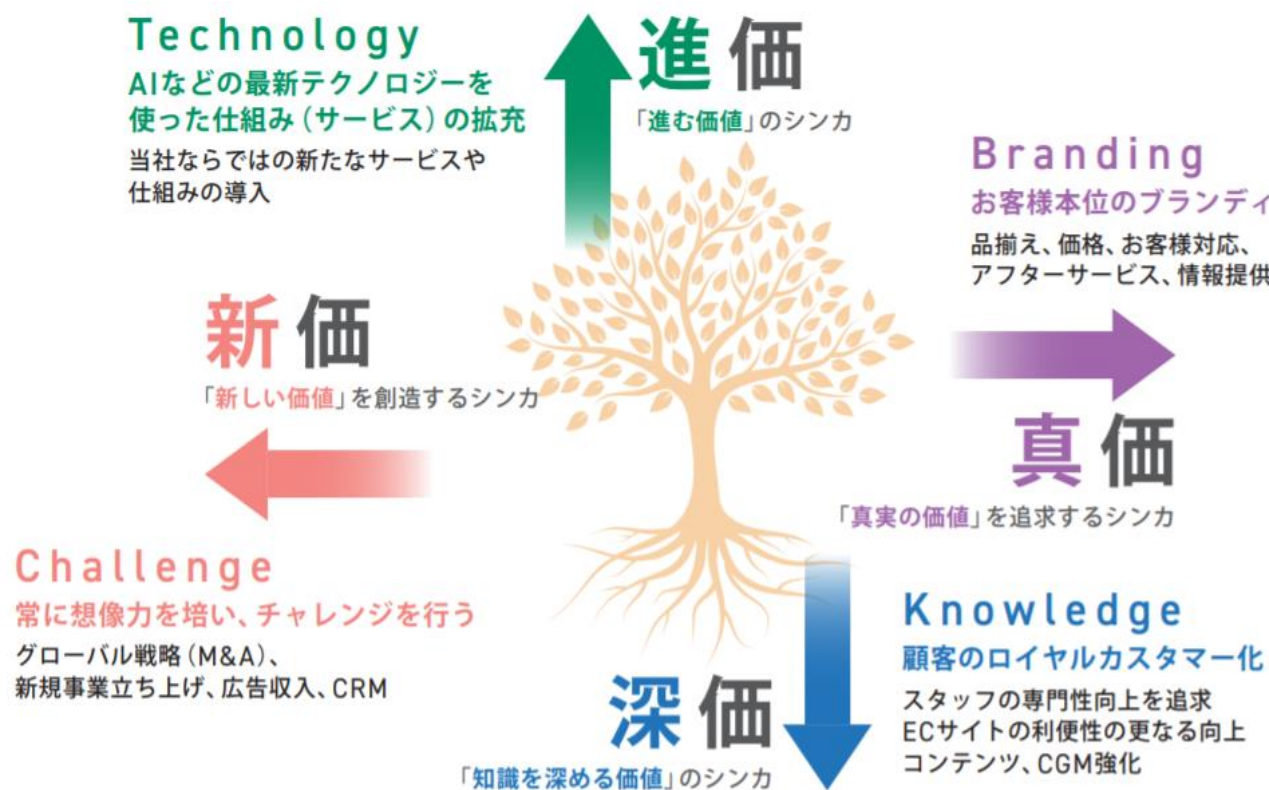 Technology
AIなどの最新テクノロジーを
使った仕組み（サービス）の拡充
当社ならではの新たなサービスや
仕組みの導入
進価
「進む価値」のシンカ
Branding
お客様本位のブランディ
品揃え、価格、お客様対応、
アフターサービス、情報提供
新価
「新しい価値」を創造するシンカ
真価
「真実の価値」を追求するシンカ
Challenge
常に想像力を培い、チャレンジを行う
グローバル戦略（M&A）、
新規事業立ち上げ、広告収入、CRM
Knowledge
顧客のロイヤルカスタマー化
スタッフの専門性向上を追求
ECサイトの利便性の更なる向上
コンテンツ、CGM強化
深価
「知識を深める価値」のシンカ